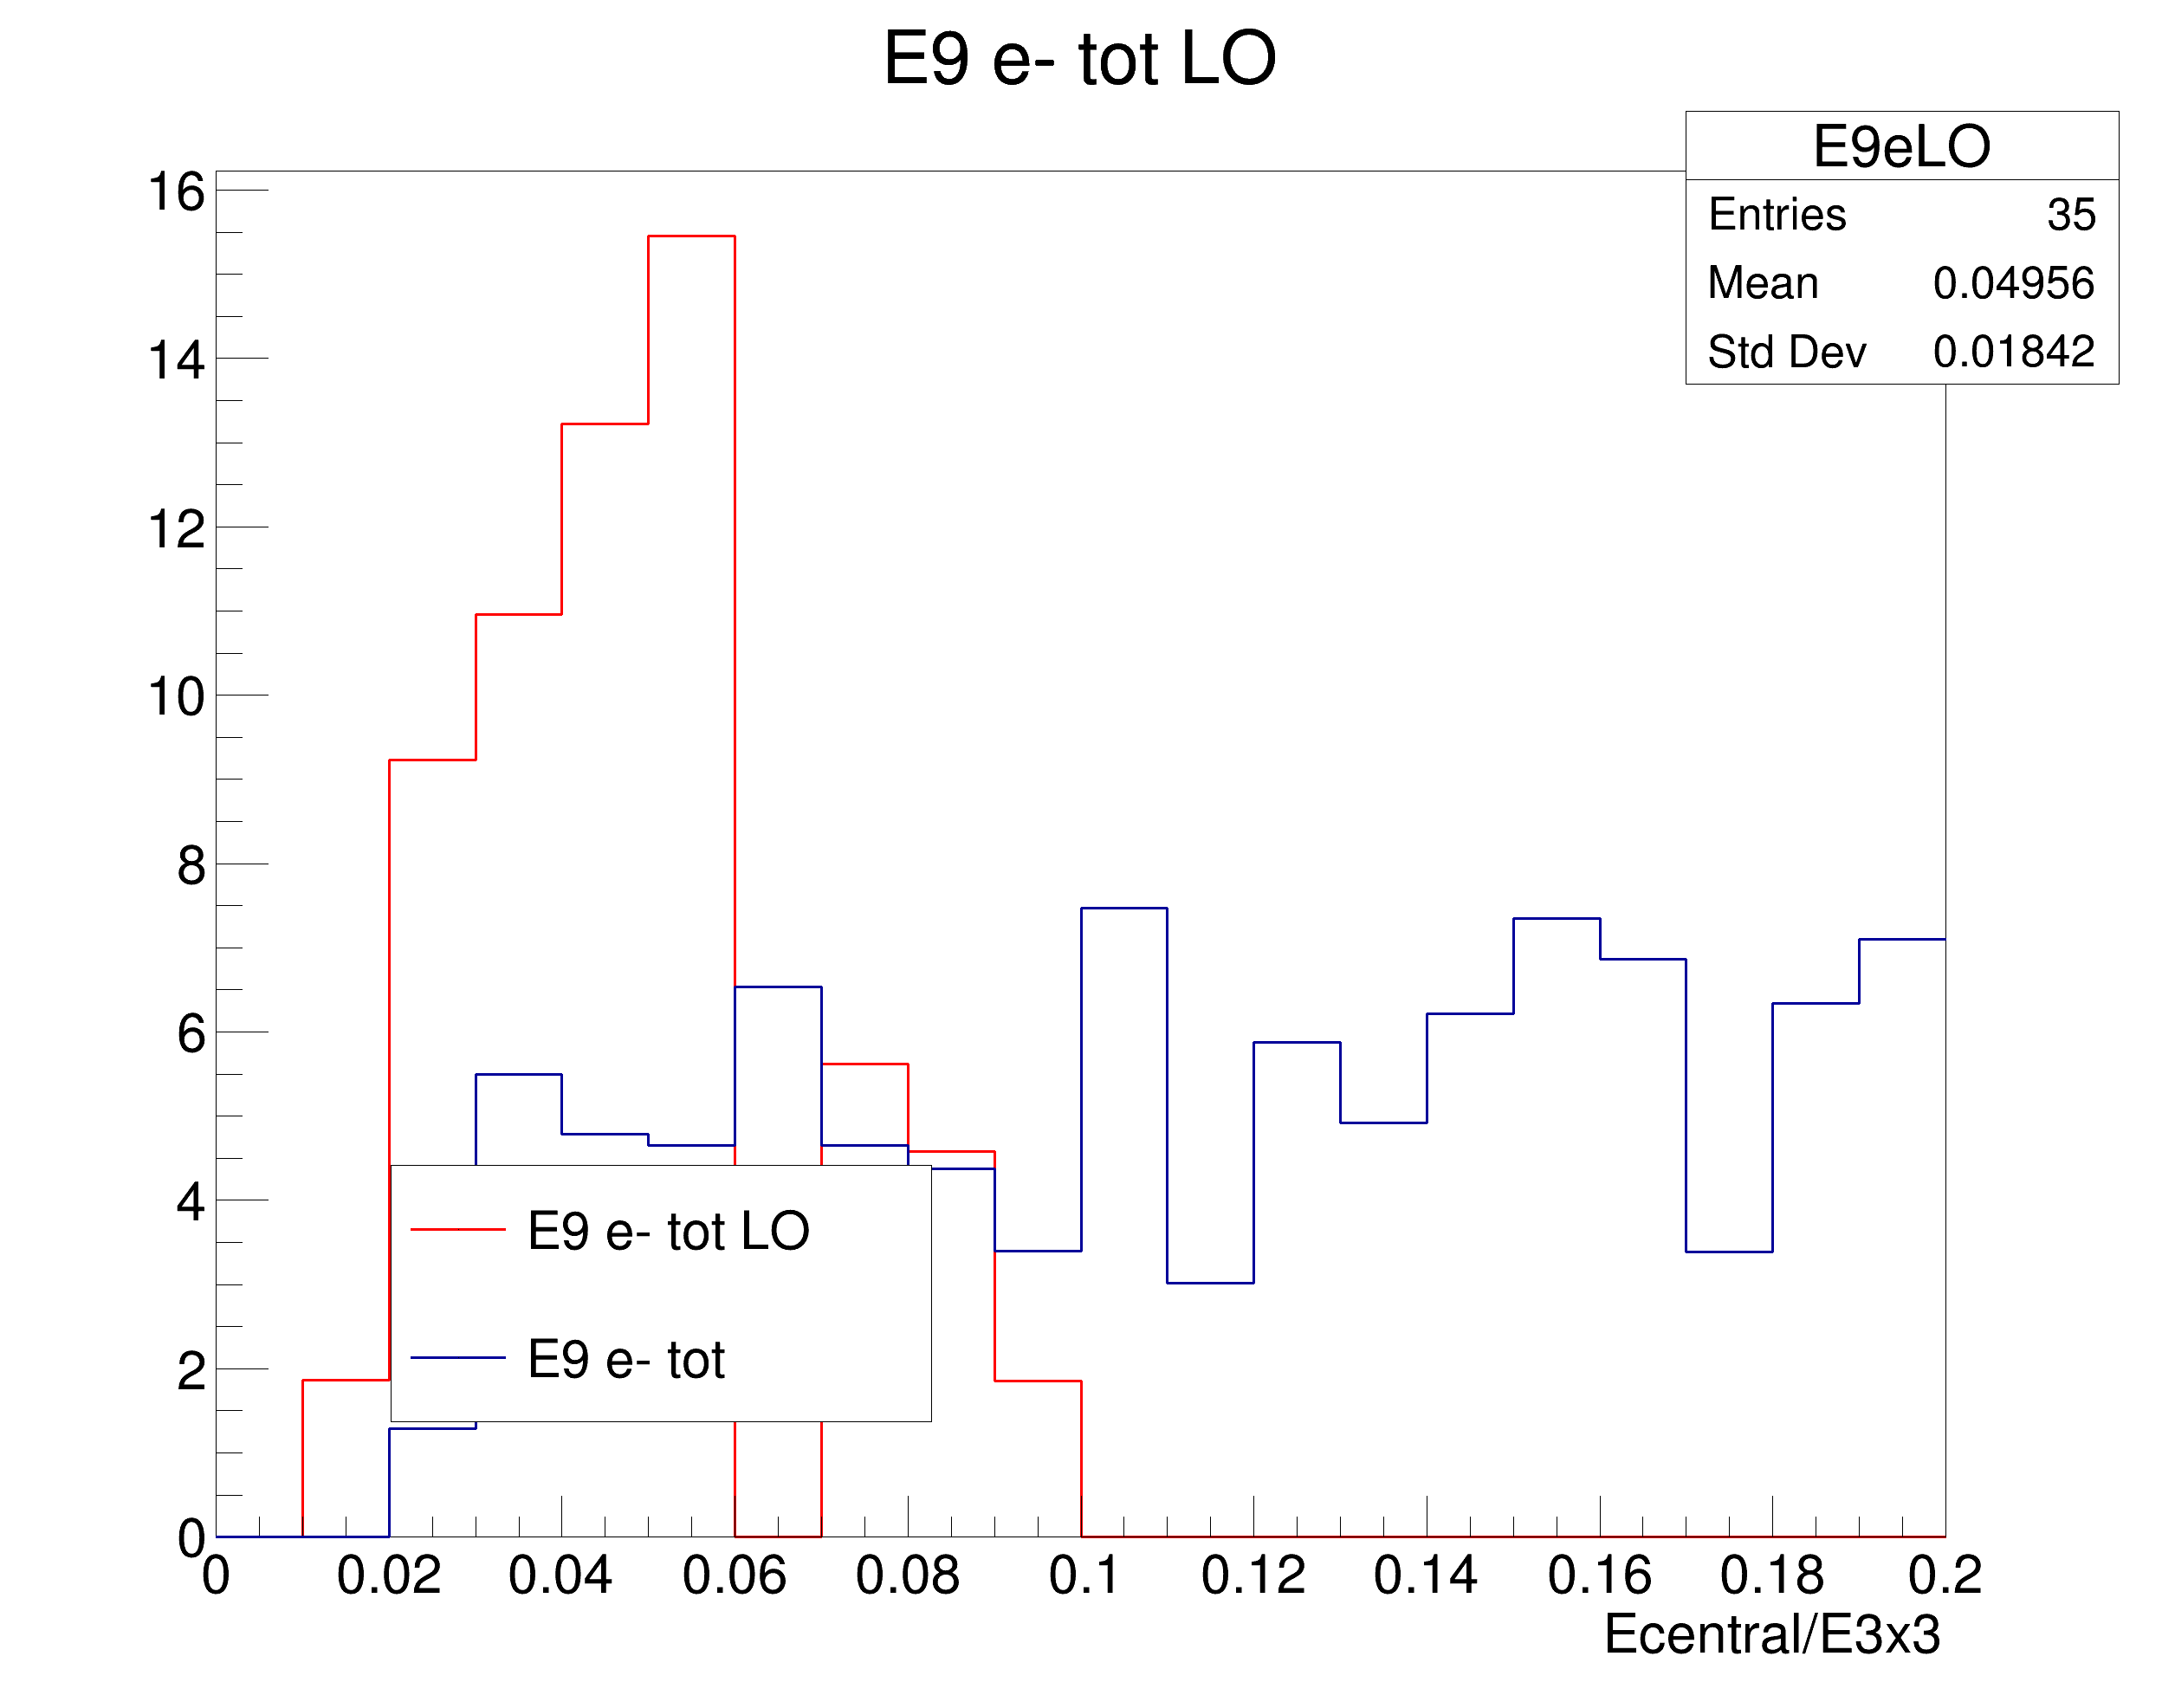 E9 e- tot LO
E9eLO
Entries 35
Mean 0.04956
Std Dev 0.01842
16
14
12
10
8
6
4
2
0
E9 e- tot LO
E9 e- tot
0 0.02 0.04 0.06 0.08 0.1 0.12 0.14 0.16 0.18 0.2
Ecentral/E3x3